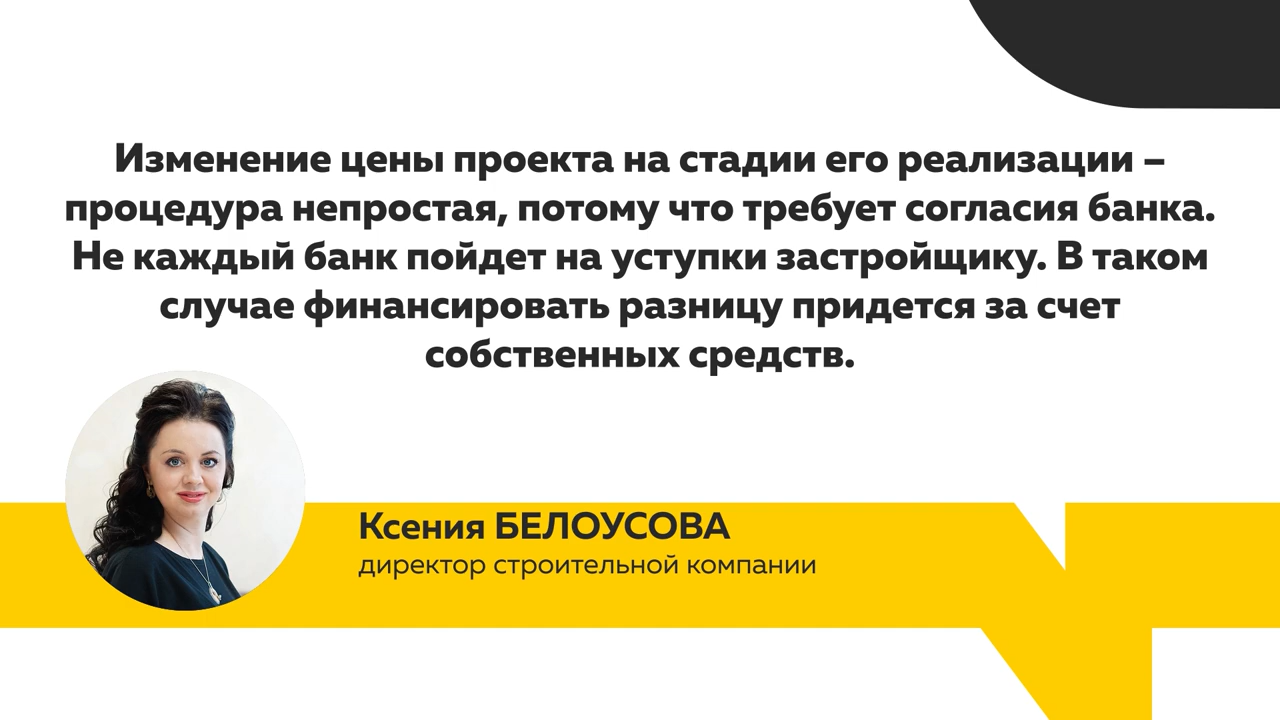 Изменение цены проекта на стадии его реализации –
процедура непростая, потому что требует согласия банка.
Не каждый банк пойдет на уступки застройщику. В таком
случае финансировать разницу придется за счет
собственных средств.
Ксения БЕЛОУСОВА
директор строительной компании